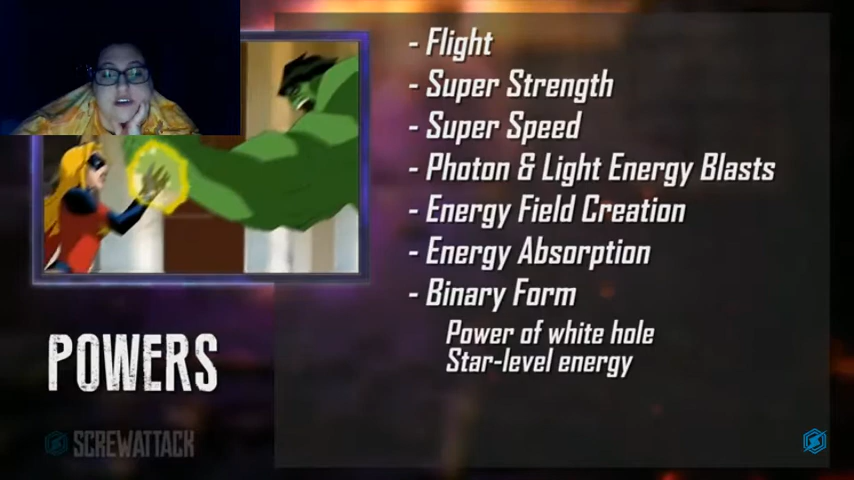 - Flight
- Super Strength
- Super Speed
- Photon & Light Energy Blasts
- Energy Field Creation
- Energy Absorption
- Binary Form
Power of white hole
Star-level energy
POWERS
SCREWATTACK